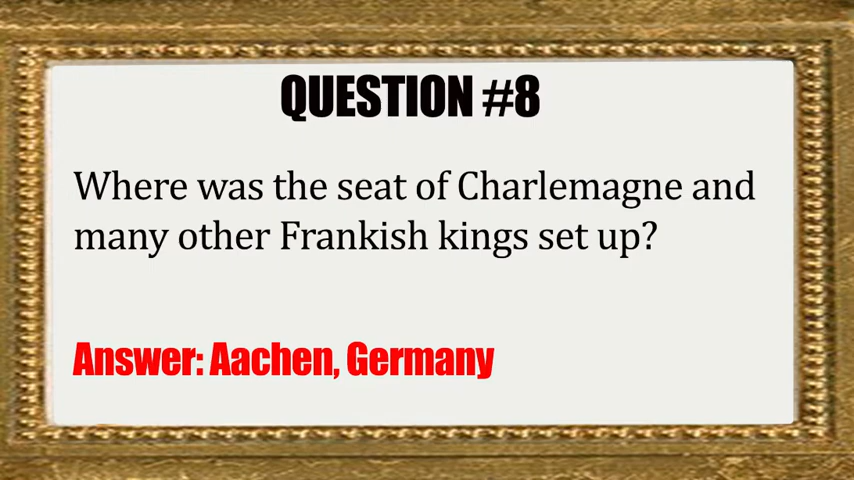 QUESTION #8
Where was the seat of Charlemagne and
many other Frankish kings set up?
Answer: Aachen, Germany